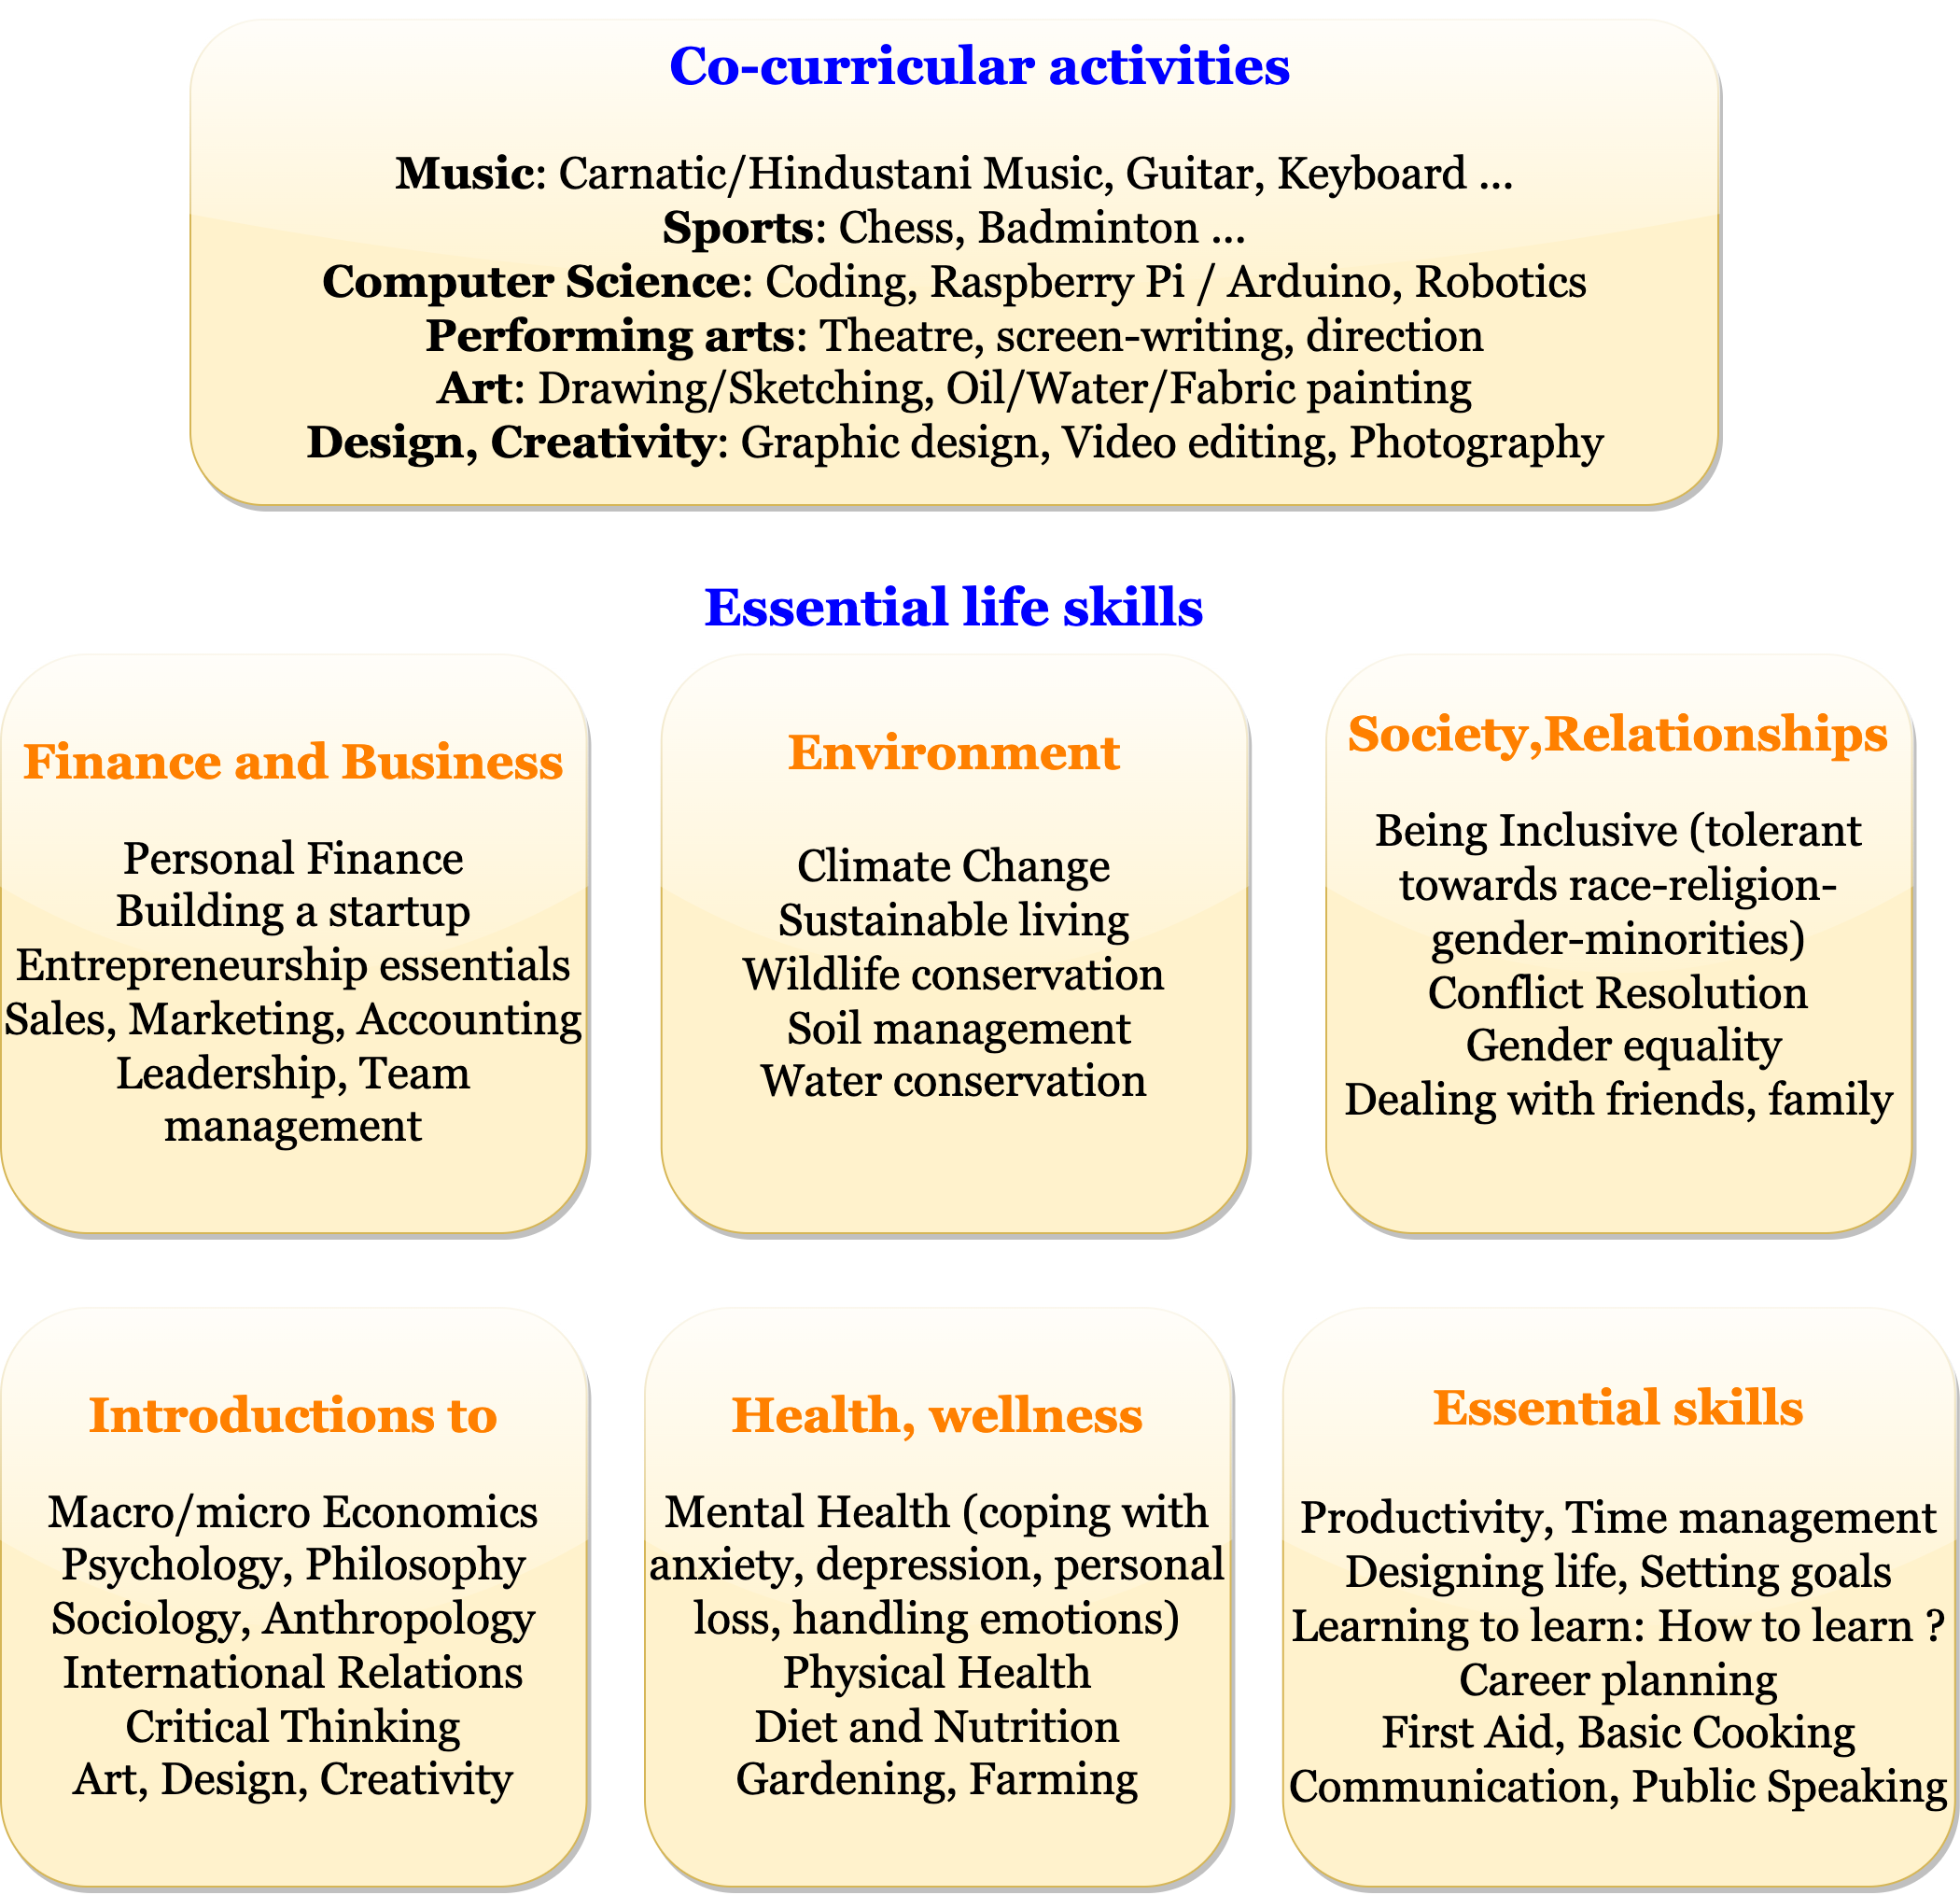 Co-curricular activities
Music: Carnatic/Hindustani Music, Guitar, Keyboard ...
Sports: Chess, Badminton ...
Computer Science: Coding, Raspberry Pi / Arduino, Robotics
Performing arts: Theatre, screen-writing, direction
Art: Drawing/Sketching, Oil/Water/Fabric painting
Design, Creativity: Graphic design, Video editing, Photography
Essential life skills
Finance and Business
Personal Finance
Building a startup
Entrepreneurship essentials
Sales, Marketing, Accounting
Leadership, Team
management
Environment
Climate Change
Sustainable living
Wildlife conservation
Soil management
Water conservation
Society,Relationships
Being Inclusive (tolerant
towards race-religion-
gender-minorities)
Conflict Resolution
Gender equality
Dealing with friends, family
Introductions to
Macro/micro Economics
Psychology, Philosophy
Sociology, Anthropology
International Relations
Critical Thinking
Art, Design, Creativity
Health, wellness
Mental Health (coping with
anxiety, depression, personal
loss, handling emotions)
Physical Health
Diet and Nutrition
Gardening, Farming
Essential skills
Productivity, Time management
Designing life, Setting goals
Learning to learn: How to learn ?
Career planning
First Aid, Basic Cooking
Communication, Public Speaking